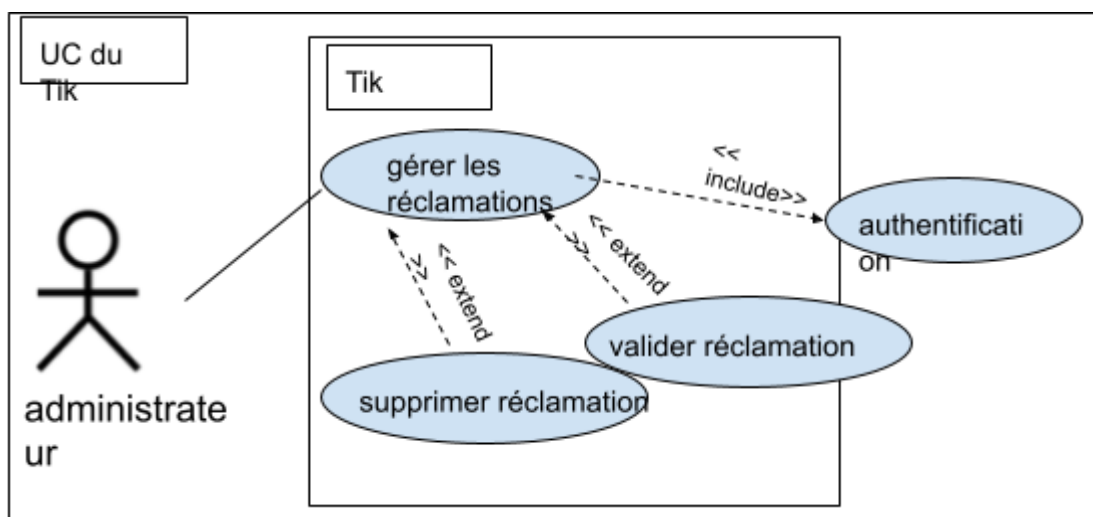 UC du
Tik
Tik
gérer les
réclamations
<<
include>>
authentificati
on
<< extend
>>
<< extend
>>
valider réclamation
supprimer réclamation
administrate
ur